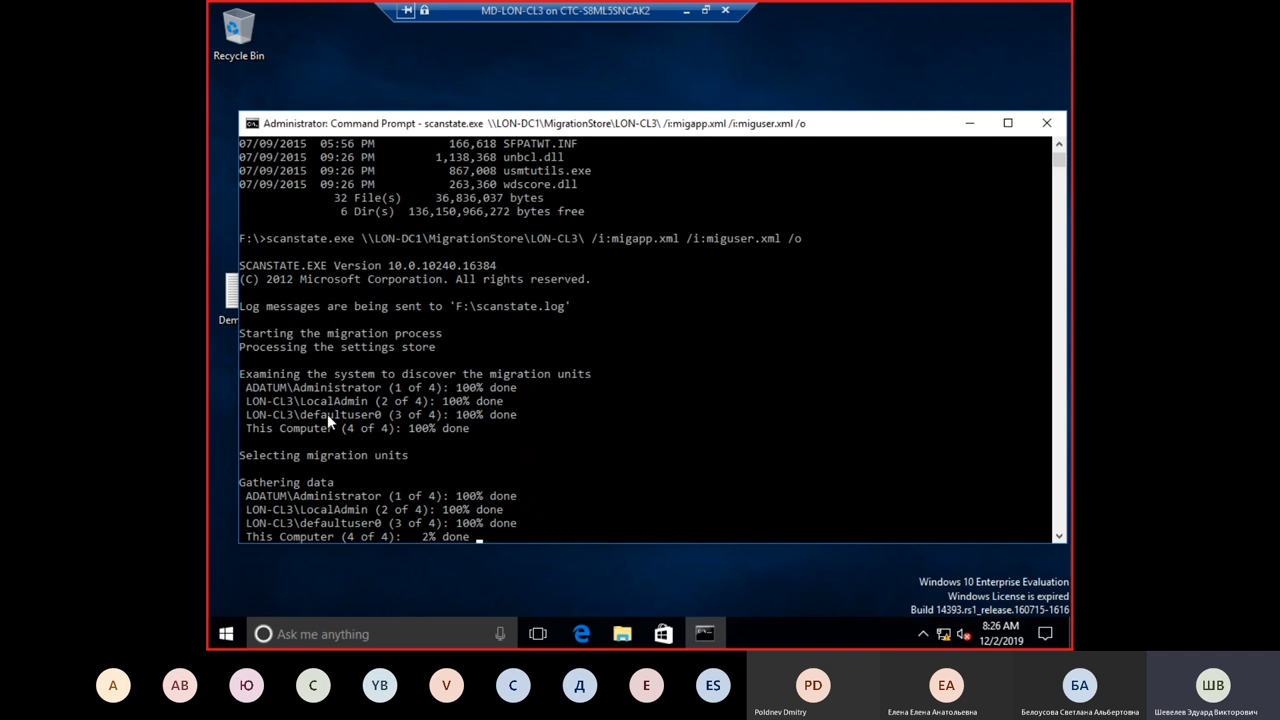 MD-LON-CL3 on CTC-S8ML5SNCAK2
Recycle Bin
Administrator: Command Prompt - scanstate.exe \\LON-DC1\MigrationStore\LON-CL3\ /i:migapp.xml /i:miguser.xml /o
07/09/2015 05:56 PM 166,618 SFPATWT.INF
07/09/2015 09:26 PM 1,138,368 unbcl.dll
07/09/2015 09:26 PM 867,008 usmtutils.exe
07/09/2015 09:26 PM 263,360 wdscore.dll
32 File(s) 36,836,037 bytes
6 Dir(s) 136,150,966,272 bytes free
F:\>scanstate.exe \\LON-DC1\MigrationStore\LON-CL3\ /i:migapp.xml /i:miguser.xml /o
SCANSTATE.EXE Version 10.0.10240.16384
(C) 2012 Microsoft Corporation. All rights reserved.
Log messages are being sent to 'F:\scanstate.log'
Dem
Starting the migration process
Processing the settings store
Examining the system to discover the migration units
ADATUM\Administrator (1 of 4): 100% done
LON-CL3\LocalAdmin (2 of 4): 100% done
LON-CL3\defaultuser0 (3 of 4): 100% done
This Computer (4 of 4): 100% done
Selecting migration units
Gathering data
ADATUM\Administrator (1 of 4): 100% done
LON-CL3\LocalAdmin (2 of 4): 100% done
LON-CL3\defaultuser0 (3 of 4): 100% done
This Computer (4 of 4): 2% done
Windows 10 Enterprise Evaluation
Windows License is expired
Build 14393.rs1_release.160715-1616
Ask me anything
8:26 AM
12/2/2019
А АВ Ю С YB V С Д Е ES PD ЕА БА ШВ
Poldnev Dmitry
Елена Елена Анатольевна
Белоусова Светлана Альбертовна
Шевелев Эдуард Викторович